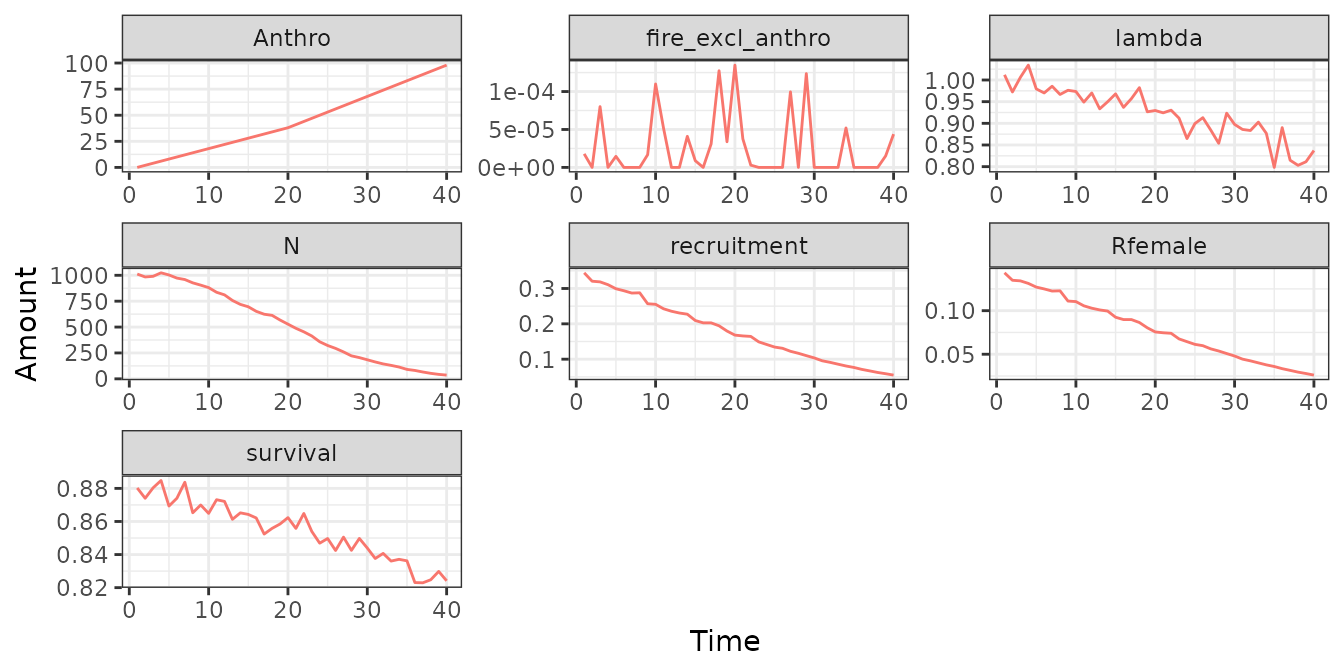 Anthro fire_excl_anthro lambda
100
75
50
25
0
1e-04
5e-05
0e+00
1.00
0.95
0.90
0.85
0.80
0 10 20 30 40 0 10 20 30 40 0 10 20 30 40
N recruitment Rfemale
1000
750
500
250
0
0.3
0.2
0.1
0.10
0.05
0 10 20 30 40 0 10 20 30 40 0 10 20 30 40
Amount
survival
0.88
0.86
0.84
0.82
0 10 20 30 40
Time